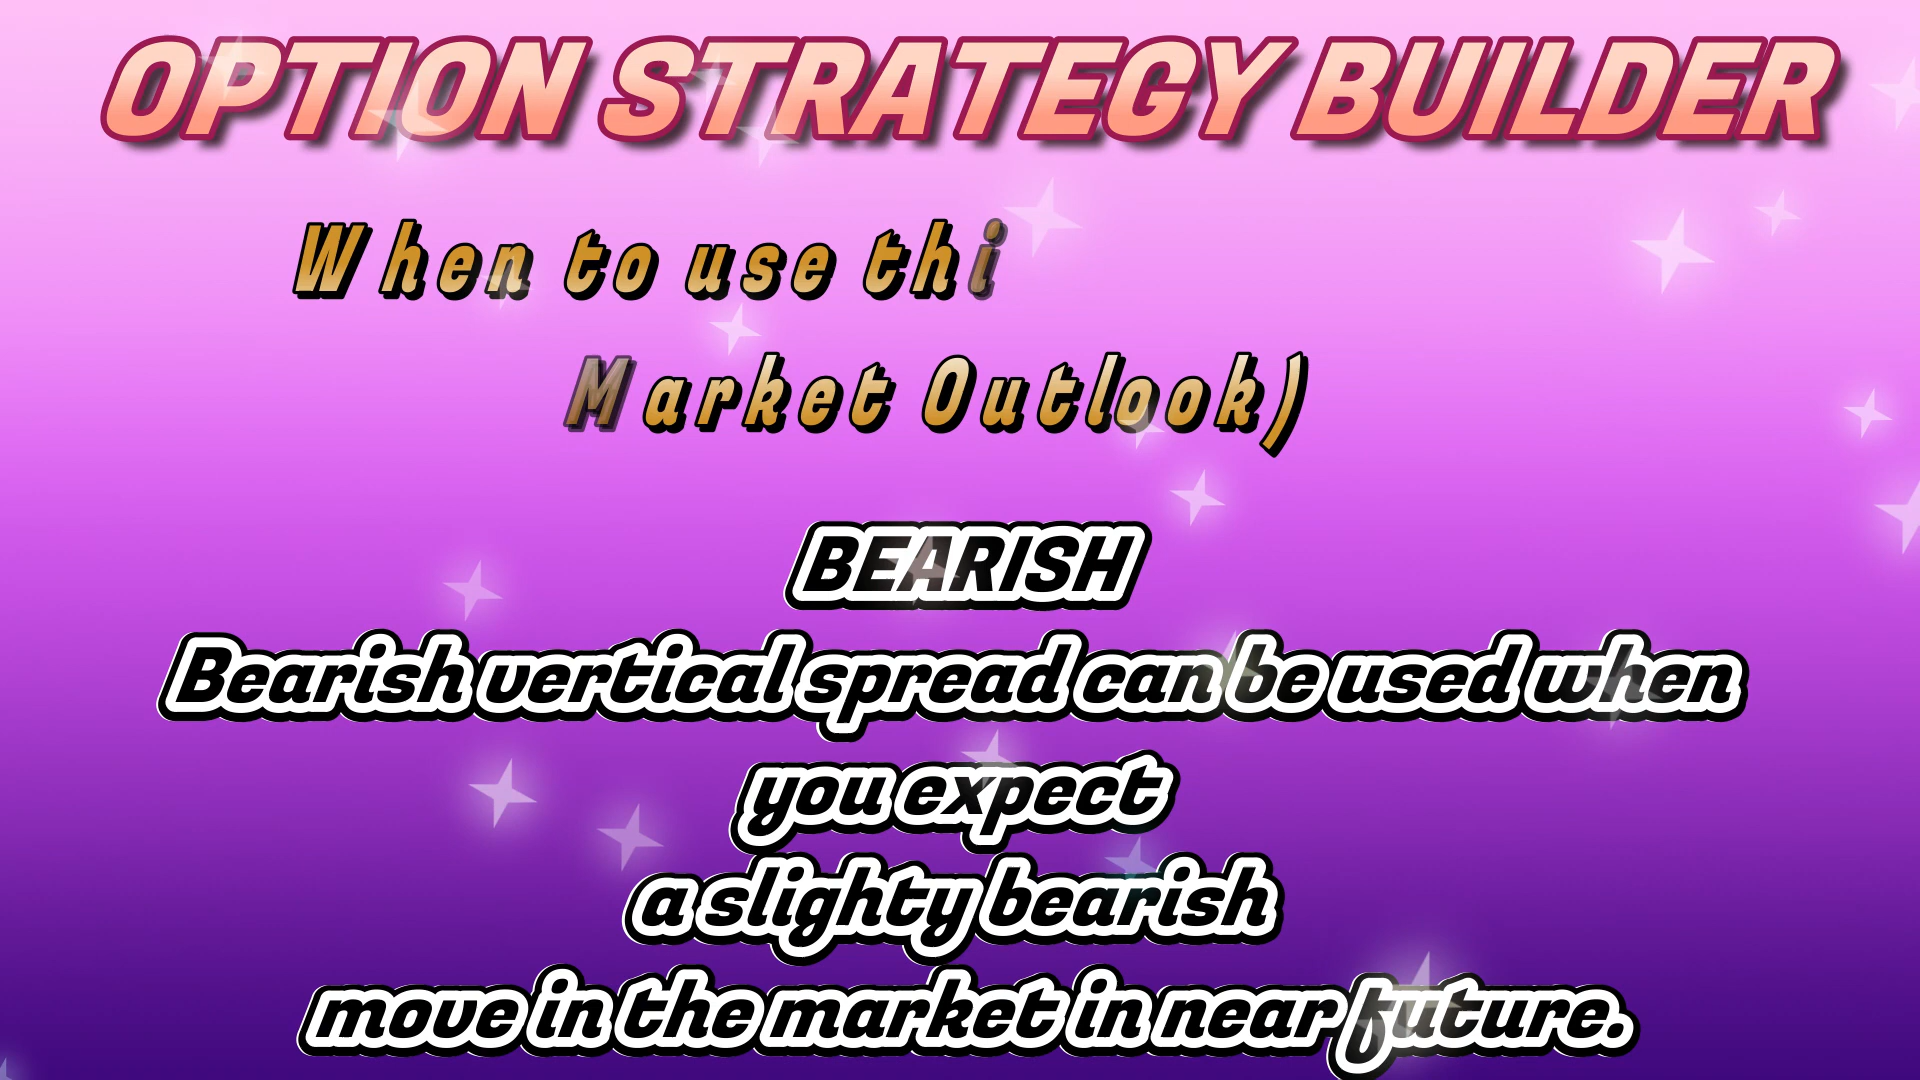 OPTION STRATEGY BUILDER
When to use thi
Market Outlook)
BEARISH
Bearish vertical spread can be used when
you expect
a slighty bearish
move in the market in near future.